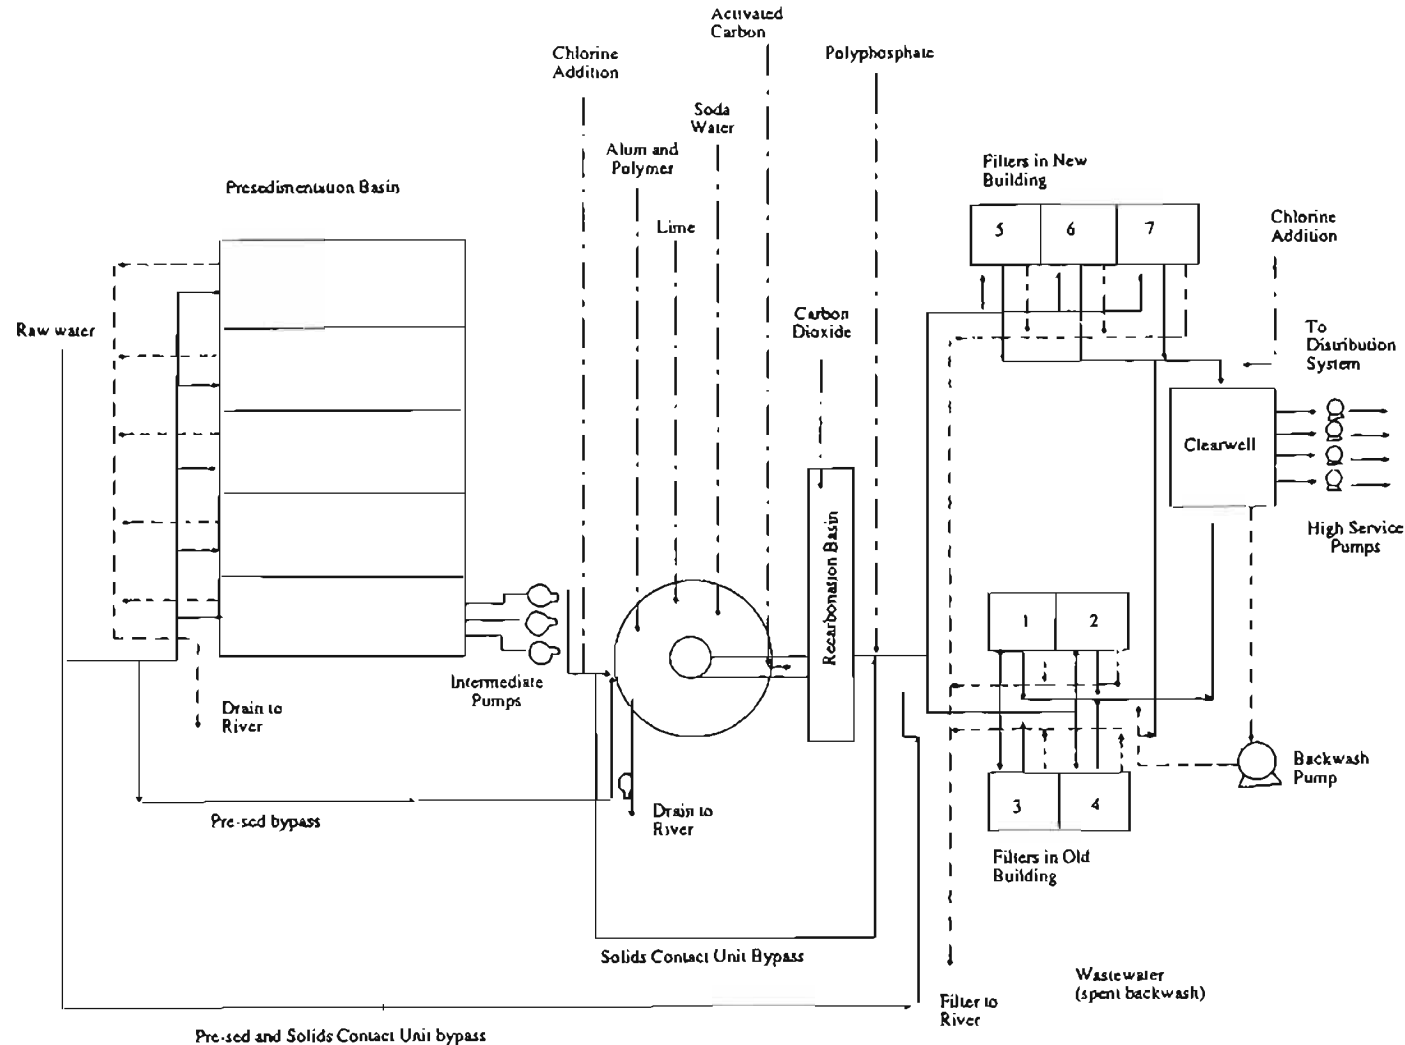 Activated
Carbon
Chlorine
Addition
Polyphosphate
Soda
Water
Alum and
Polymer
Lime
Presedimentation Basin
Filters in New
Building
5
6
7
Chlorine
Addition
Raw water
Carbon
Dioxide
To
Distribution
System
Clearwell
High Service
Pumps
Recarbonation Basin
1
2
Intermediate
Pumps
Drain to
River
Backwash
Pump
Pre-sed bypass
Drain to
River
3
4
Filters in Old
Building
Solids Contact Unit Bypass
Wastewater
(spent backwash)
Filter to
River
Pre-sed and Solids Contact Unit bypass